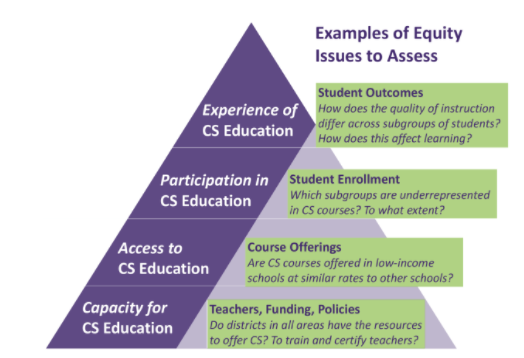 Examples of Equity
Issues to Assess
Experience of
CS Education
Student Outcomes
How does the quality of instruction
differ across subgroups of students?
How does this affect learning?
Participation in
CS Education
Student Enrollment
Which subgroups are underrepresented
in CS courses? To what extent?
Access to
CS Education
Course Offerings
Are CS courses offered in low-income
schools at similar rates to other schools?
Capacity for
CS Education
Teachers, Funding, Policies
Do districts in all areas have the resources
to offer CS? To train and certify teachers?